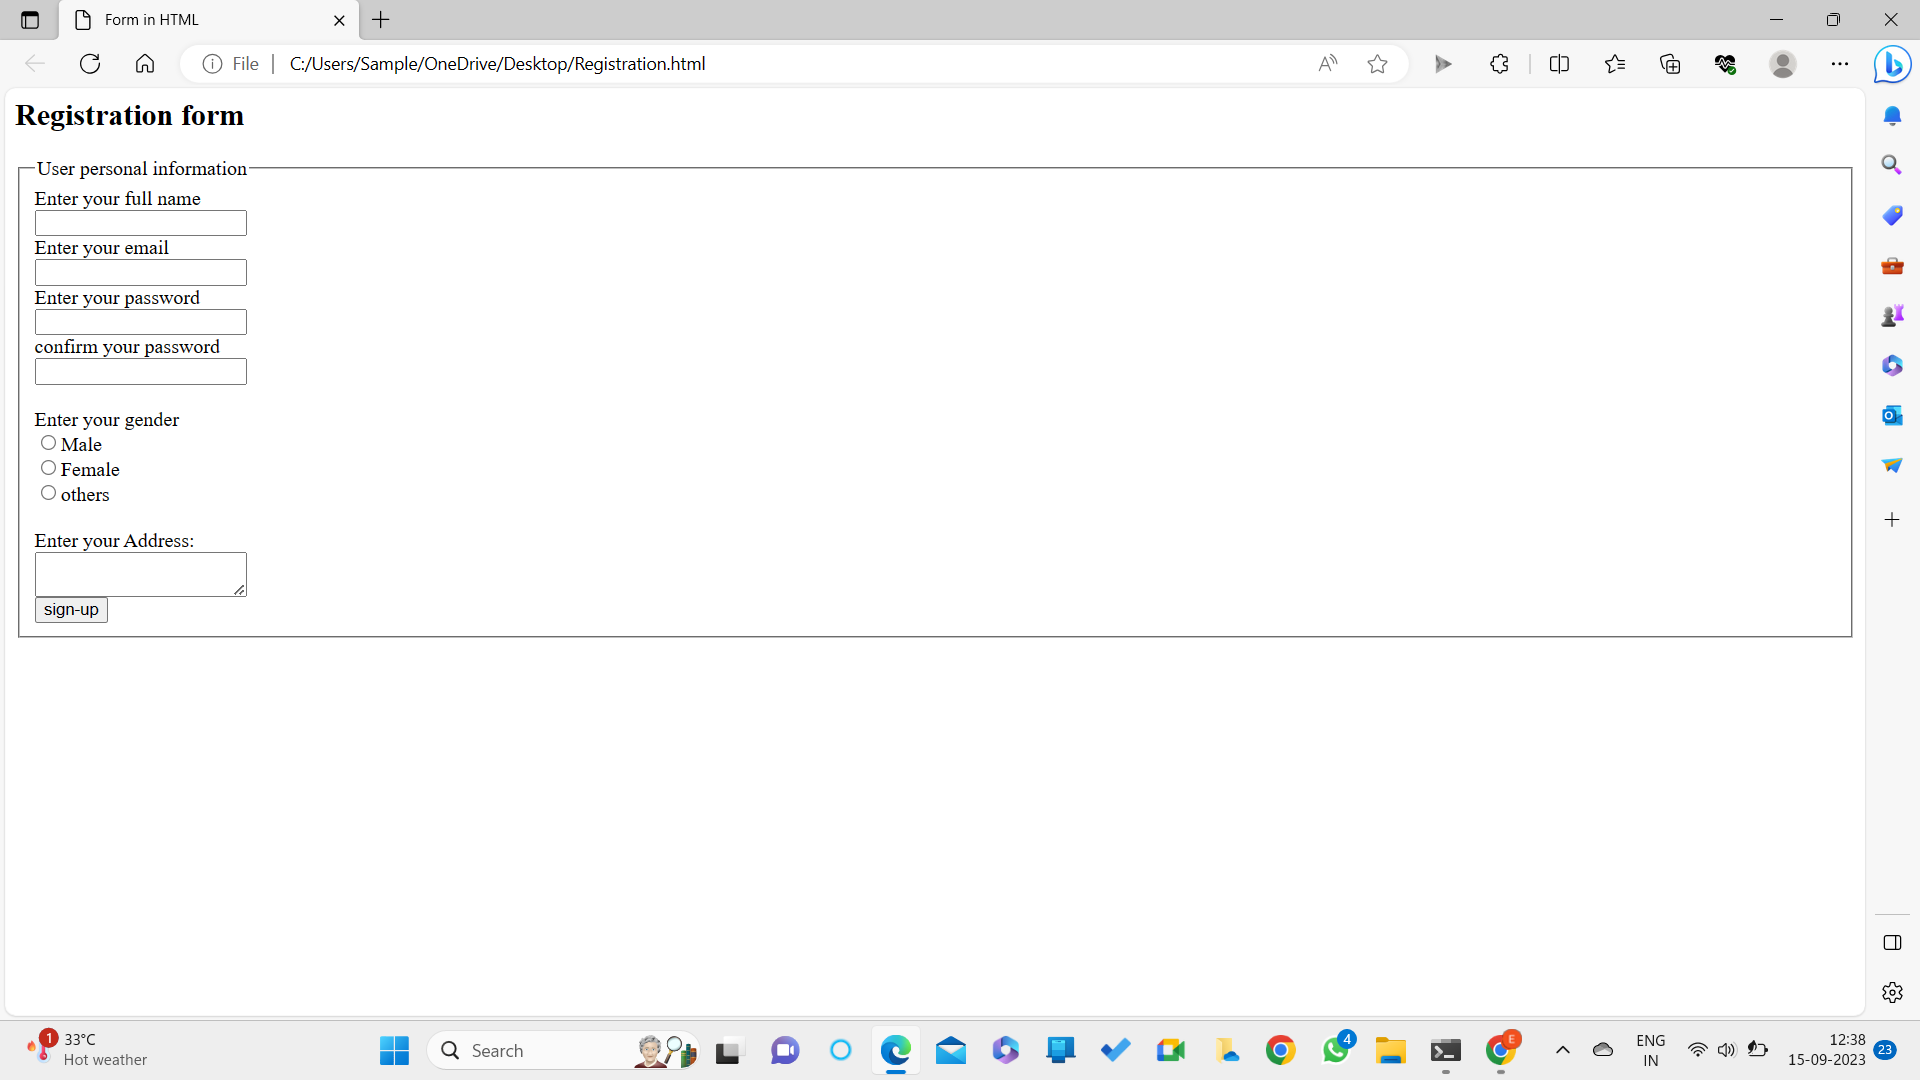 Form in HTML
File
C:/Users/Sample/OneDrive/Desktop/Registration.html
Registration form
User personal information
Enter your full name
Enter your email
Enter your password
confirm your password
Enter your gender
Male
Female
others
Enter your Address:
sign-up
1
33°C
Hot weather
Search
4
E
ENG
IN
12:38
15-09-2023
23